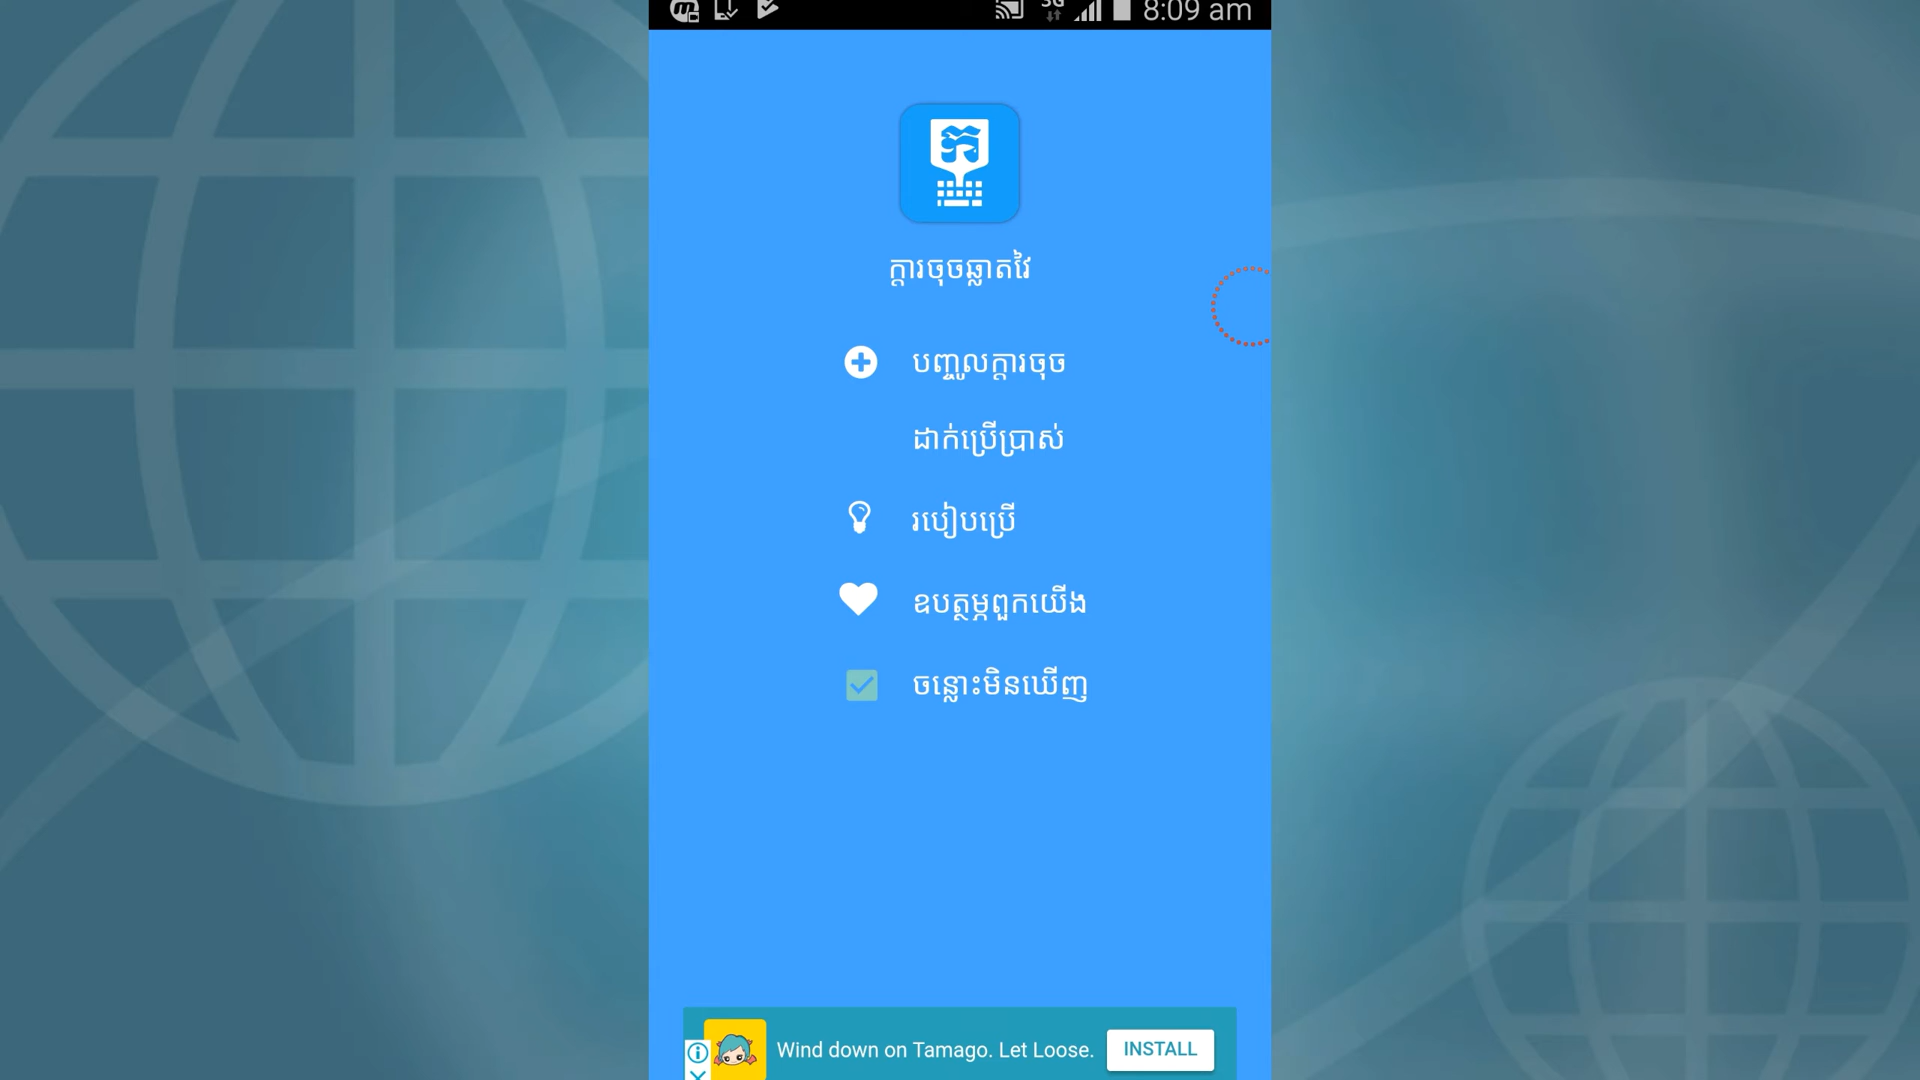 8:09 am
ក្ដារចុចឆ្លាតវៃ
បញ្ចូលក្ដារចុច
ដាក់ប្រើប្រាស់
របៀបប្រើ
ឧបត្ថម្ភពួកយើង
ចន្លោះមិនឃើញ
Wind down on Tamago. Let Loose.
INSTALL